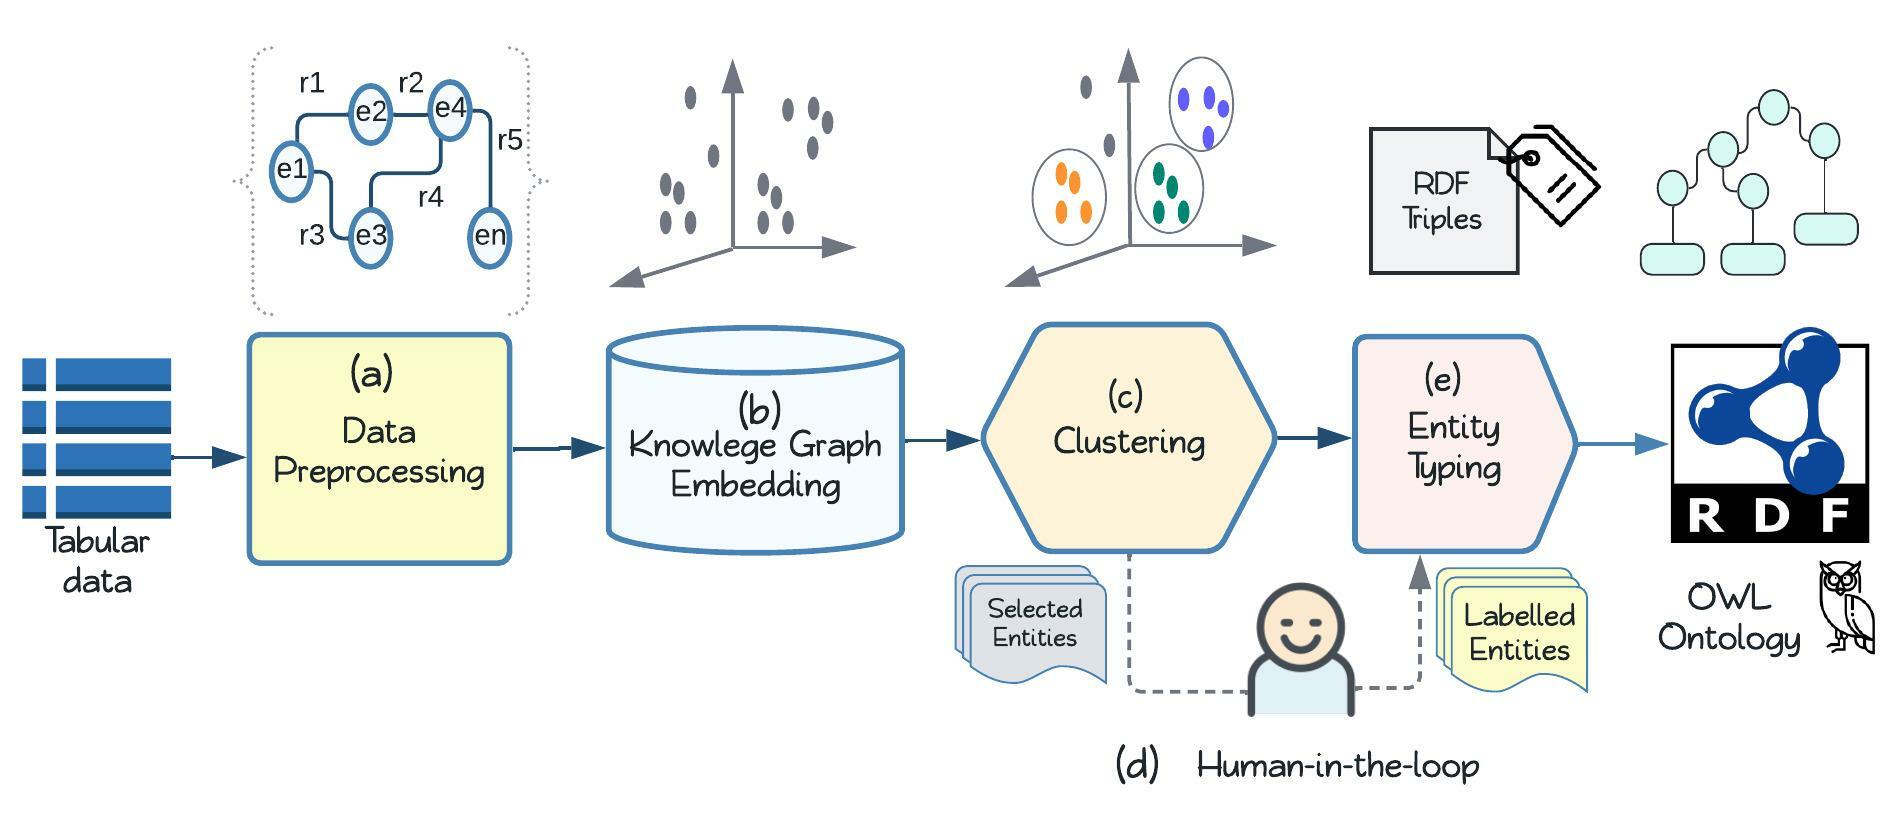 r1
r2
e2
e4
r5
e1
r4
r3
e3
en
RDF
Triples
Tabular
data
(a)
Data
Preprocessing
(b)
Knowlege Graph
Embedding
(c)
Clustering
(e)
Entity
Typing
RDF
Selected
Entities
Labelled
Entities
OWL
Ontology
(d) Human-in-the-loop